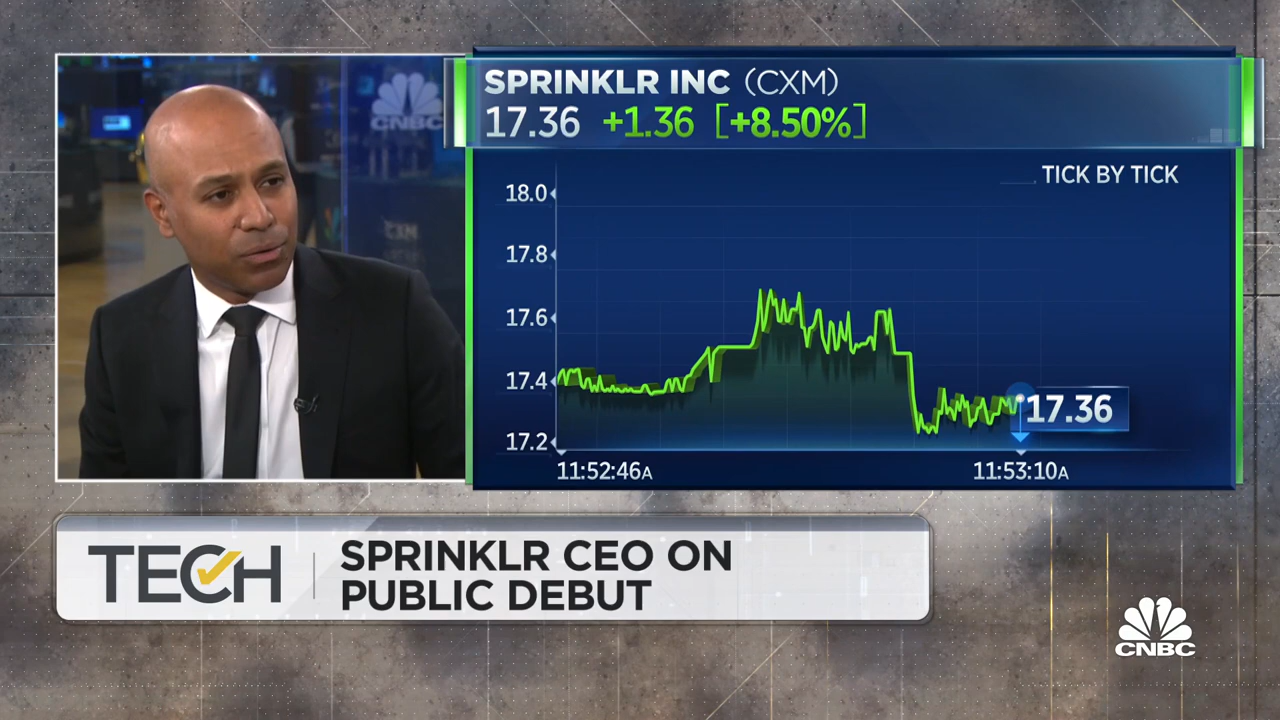 CNBC
SPRINKLR INC (CXM)
17.36 +1.36 [+8.50%]
TICK BY TICK
18.0
17.8
17.6
17.4
17.2
17.36
11:52:46A
11:53:10A
TECH
SPRINKLR CEO ON
PUBLIC DEBUT
CNBC